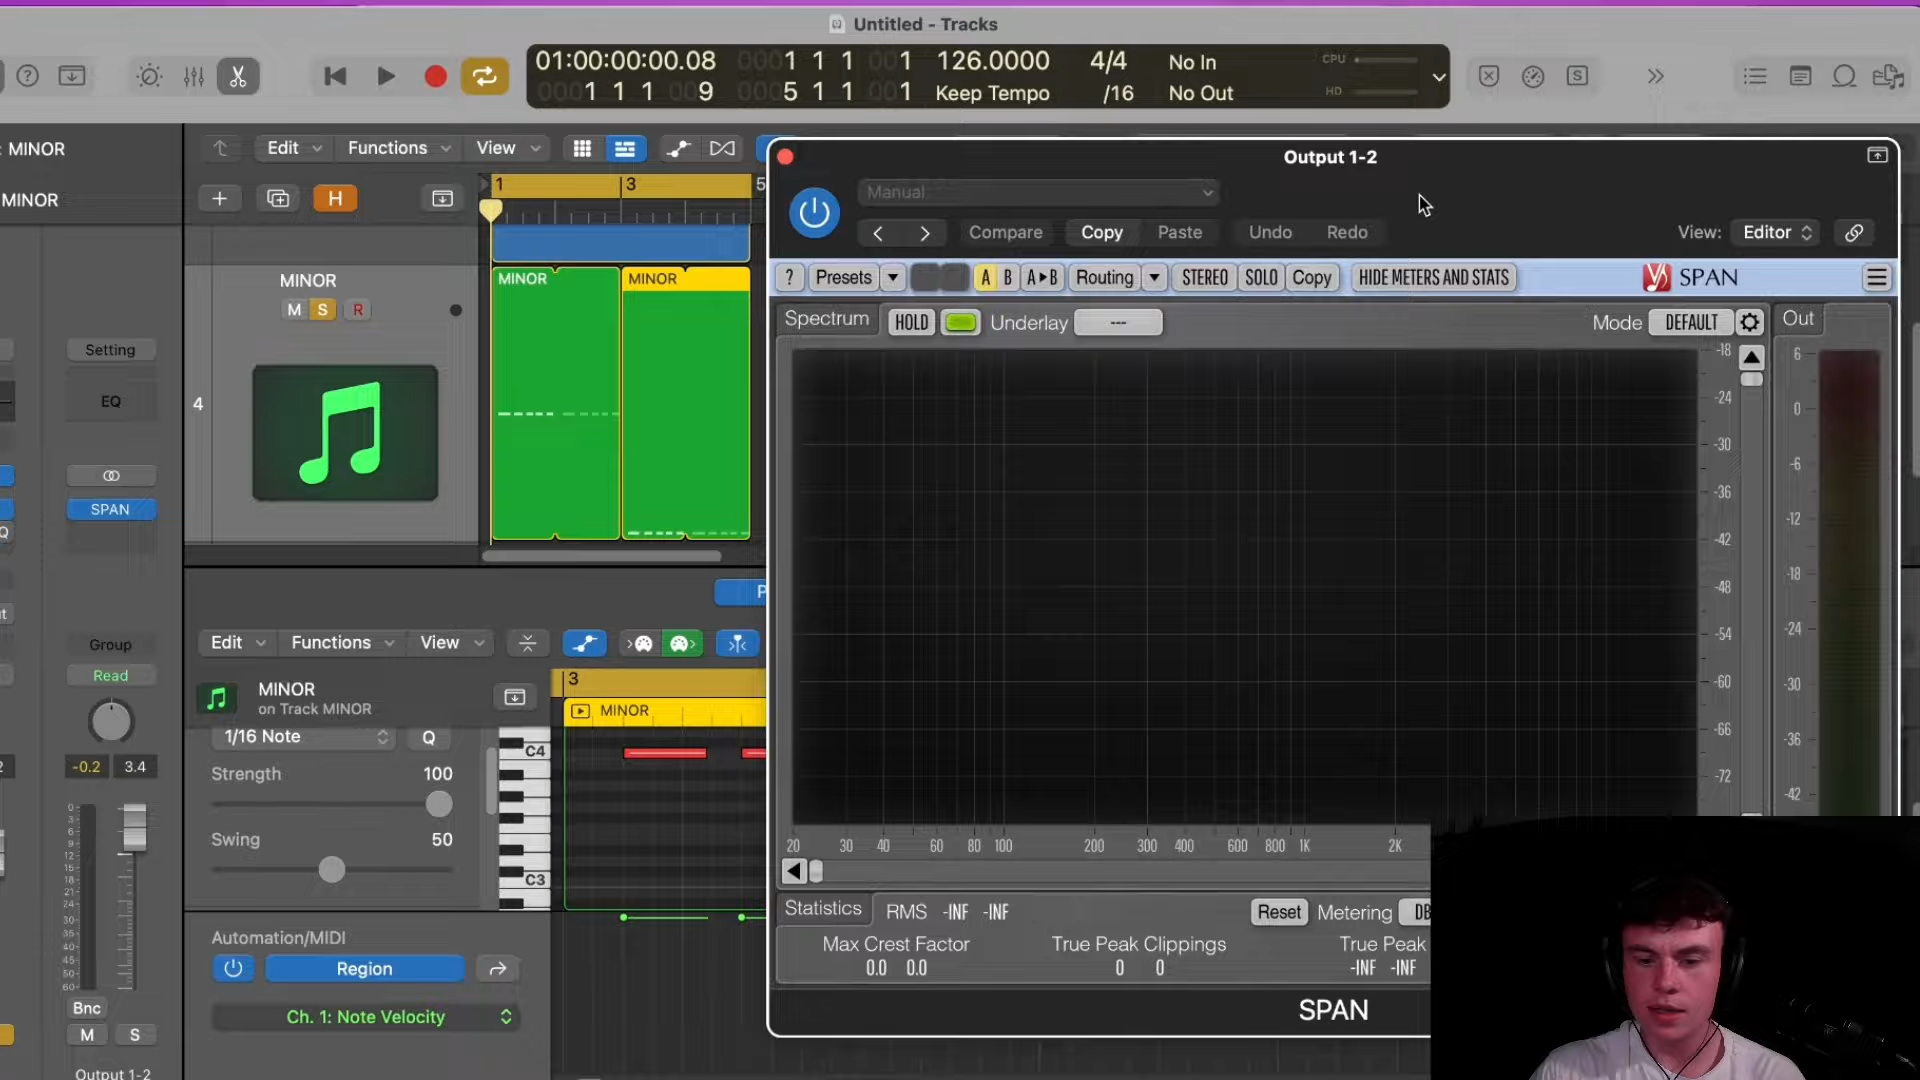 Untitled - Tracks
01:00:00:00.08 0001 1 1 001 126.0000 4/4 No In CPU
0001 1 1 009 0005 1 1 001 Keep Tempo /16 No Out HD
: MINOR
MINOR
Edit Functions View
H
1 3 5
MINOR
M S R
4
MINOR MINOR
Setting
EQ
SPAN
Group
Read
-0.2 3.4
Bnc
M S
Output 1-2
Edit Functions View
MINOR
on Track MINOR
1/16 Note Q
Strength 100
Swing 50
3
MINOR
C4
C3
Automation/MIDI
Region
Ch. 1: Note Velocity
Output 1-2
Manual
Compare Copy Paste Undo Redo View: Editor
? Presets A B A▸B Routing STEREO SOLO Copy HIDE METERS AND STATS SPAN
Spectrum HOLD Underlay --- Mode DEFAULT Out
-18
-24
-30
-36
-42
-48
-54
-60
-66
-72
6
0
-6
-12
-18
-24
-30
-36
-42
20 30 40 60 80 100 200 300 400 600 800 1K 2K
Statistics RMS -INF -INF Reset Metering DB
Max Crest Factor True Peak Clippings True Peak
0.0 0.0 0 0 -INF -INF
SPAN